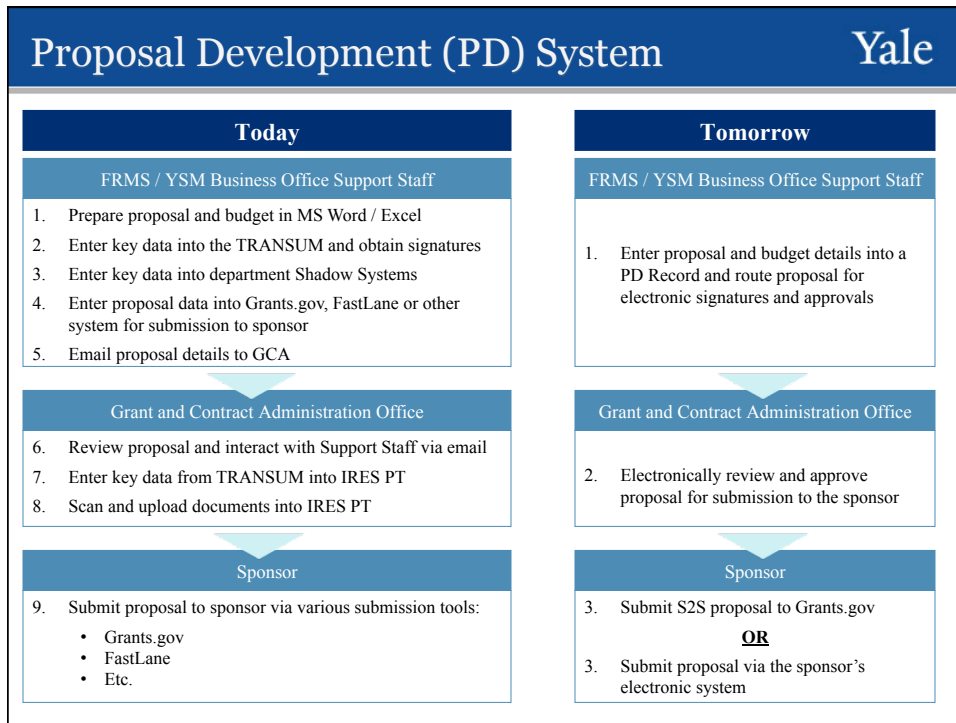 Proposal Development (PD) System
Yale
Today
FRMS / YSM Business Office Support Staff
1. Prepare proposal and budget in MS Word / Excel
2. Enter key data into the TRANSUM and obtain signatures
3. Enter key data into department Shadow Systems
4. Enter proposal data into Grants.gov, FastLane or other
system for submission to sponsor
5. Email proposal details to GCA
Grant and Contract Administration Office
6. Review proposal and interact with Support Staff via email
7. Enter key data from TRANSUM into IRES PT
8. Scan and upload documents into IRES PT
Sponsor
9. Submit proposal to sponsor via various submission tools:
• Grants.gov
• FastLane
• Etc.
Tomorrow
FRMS / YSM Business Office Support Staff
1. Enter proposal and budget details into a
PD Record and route proposal for
electronic signatures and approvals
Grant and Contract Administration Office
2. Electronically review and approve
proposal for submission to the sponsor
Sponsor
3. Submit S2S proposal to Grants.gov
OR
3. Submit proposal via the sponsor's
electronic system